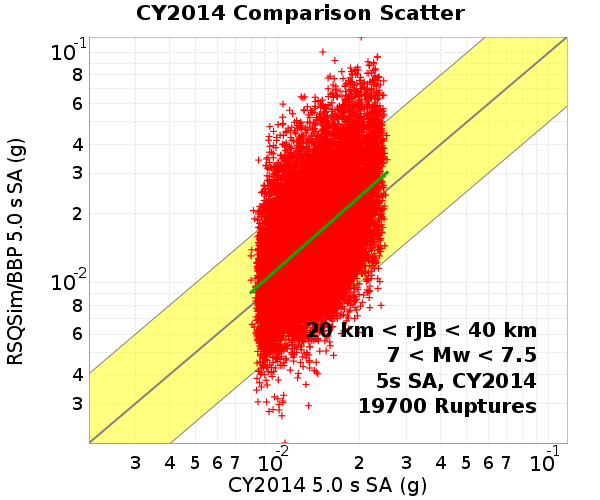 CY2014 Comparison Scatter
RSQSim/BBP 5.0 s SA (g)
10-1
8
6
4
3
2
10-2
8
6
4
3
20 km < rJB < 40 km
7 < Mw < 7.5
5s SA, CY2014
19700 Ruptures
3 4 5 6 7 10-2 2 3 4 5 6 7 10-1
CY2014 5.0 s SA (g)